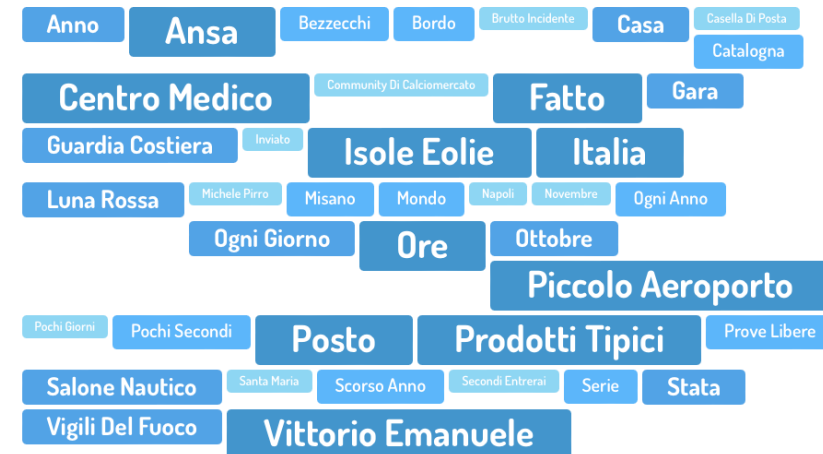 Anno Ansa Bezzecchi Bordo Brutto Incidente Casa Casella Di Posta
Catalogna
Centro Medico Community Di Calciomercato Fatto Gara
Guardia Costiera Inviato Isole Eolie Italia
Luna Rossa Michele Pirro Misano Mondo Napoli Novembre Ogni Anno
Ogni Giorno Ore Ottobre
Piccolo Aeroporto
Pochi Giorni Pochi Secondi Posto Prodotti Tipici Prove Libere
Salone Nautico Santa Maria Scorso Anno Secondi Entrerai Serie Stata
Vigili Del Fuoco Vittorio Emanuele